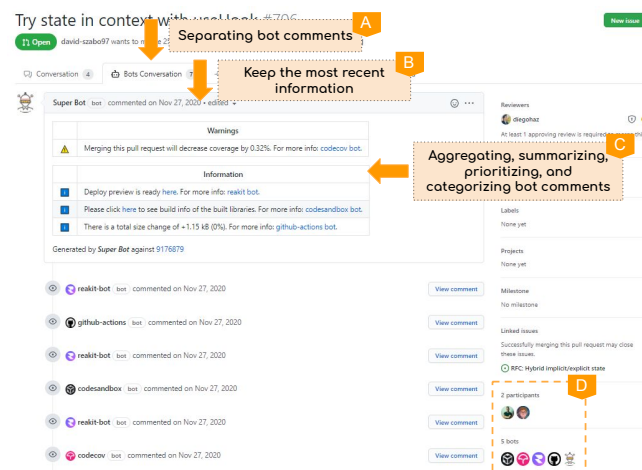 Try state in context with useHook #706
New issue
Open david-szabo97 wants to
A
Separating bot comments
Conversation 4
Bots Conversation 7
B
Keep the most recent
information
Super Bot bot commented on Nov 27, 2020 • edited
Warnings
Merging this pull request will decrease coverage by 0.32%. For more info: codecov bot.
Information
Deploy preview is ready here. For more info: reakit bot.
Please click here to see build info of the built libraries. For more info: codesandbox bot.
There is a total size change of +1.15 kB (0%). For more info: github-actions bot.
Generated by Super Bot against 9176879
reakit-bot bot commented on Nov 27, 2020
View comment
github-actions bot commented on Nov 27, 2020
View comment
reakit-bot bot commented on Nov 27, 2020
View comment
codesandbox bot commented on Nov 27, 2020
View comment
reakit-bot bot commented on Nov 27, 2020
View comment
codecov bot commented on Nov 27, 2020
View comment
Reviewers
diegohaz
At least 1 approving review is required
C
Aggregating, summarizing,
prioritizing, and
categorizing bot comments
Labels
None yet
Projects
None yet
Milestone
No milestone
Linked issues
Successfully merging this pull request may close
these issues.
RFC: Hybrid implicit/explicit state
D
2 participants
5 bots